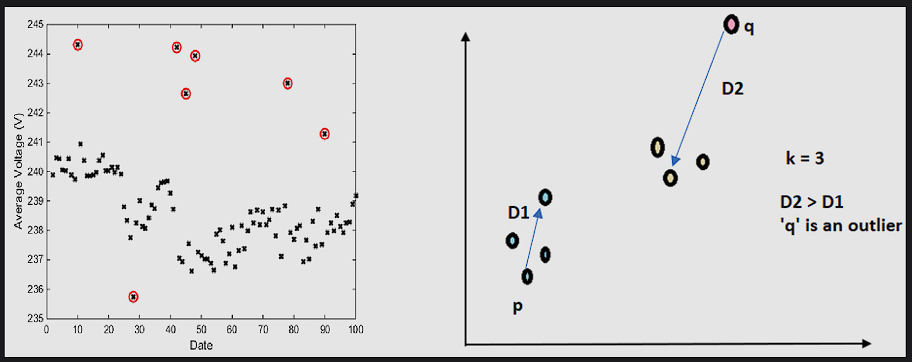 245
244
243
242
241
240
239
238
237
236
235
Average Voltage (V)
0 10 20 30 40 50 60 70 80 90 100
Date
q
D2
k = 3
D2 > D1
'q' is an outlier
D1
p